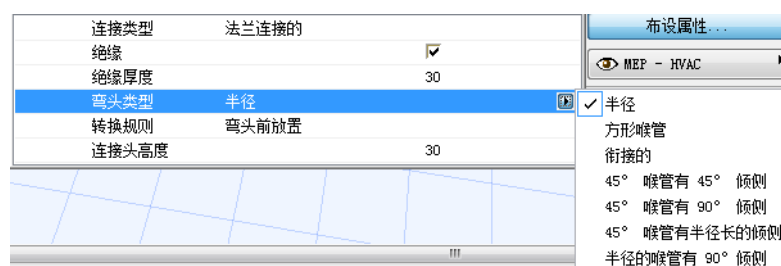 连接类型 法兰连接的
布设属性...
绝缘
MEP - HVAC
绝缘厚度 30
弯头类型 半径
半径
转换规则 弯头前放置
方形喉管
连接头高度 30
衔接的
45° 喉管有 45° 倾侧
45° 喉管有 90° 倾侧
45° 喉管有半径长的倾侧
半径的喉管有 90° 倾侧